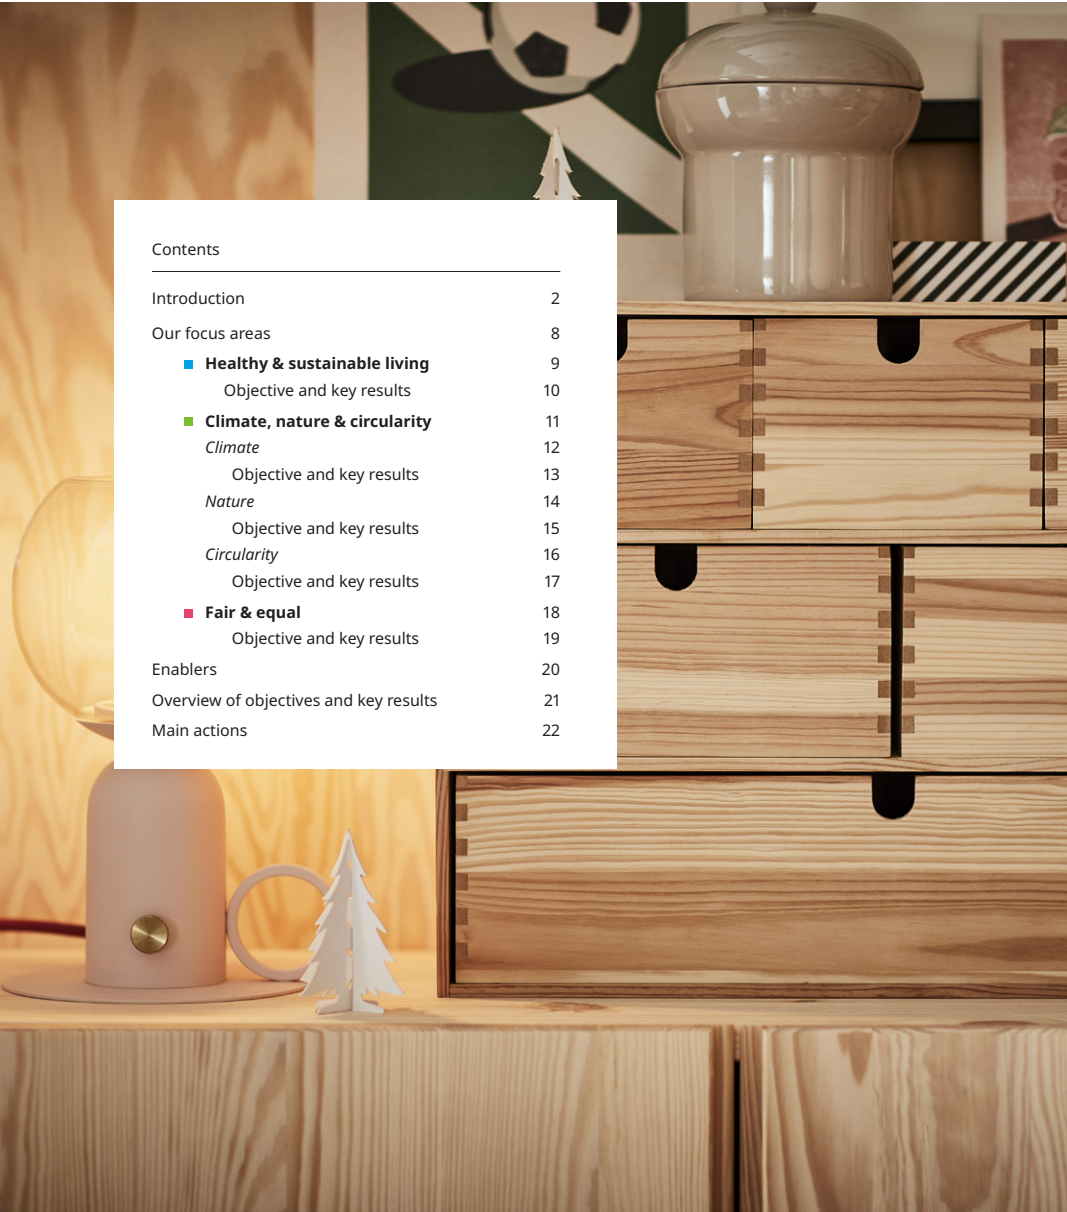 Contents
Introduction 2
Our focus areas 8
Healthy & sustainable living 9
Objective and key results 10
Climate, nature & circularity 11
Climate 12
Objective and key results 13
Nature 14
Objective and key results 15
Circularity 16
Objective and key results 17
Fair & equal 18
Objective and key results 19
Enablers 20
Overview of objectives and key results 21
Main actions 22